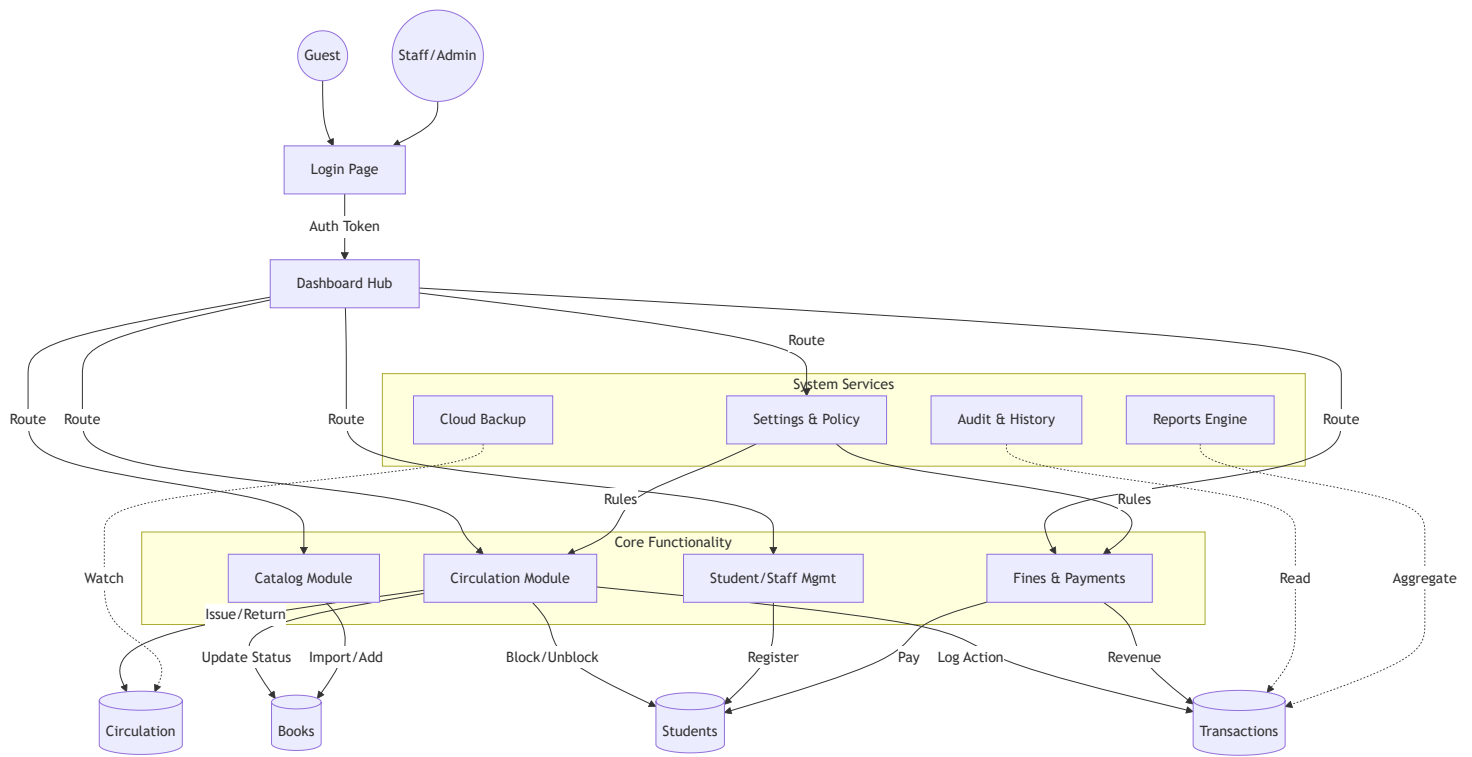 Guest
Staff/Admin
Login Page
Auth Token
Dashboard Hub
Route
System Services
Cloud Backup
Settings & Policy
Audit & History
Reports Engine
Route
Route
Route
Route
Rules
Rules
Core Functionality
Catalog Module
Circulation Module
Student/Staff Mgmt
Fines & Payments
Watch
Read
Aggregate
Issue/Return
Update Status
Import/Add
Block/Unblock
Register
Pay
Log Action
Revenue
Circulation
Books
Students
Transactions